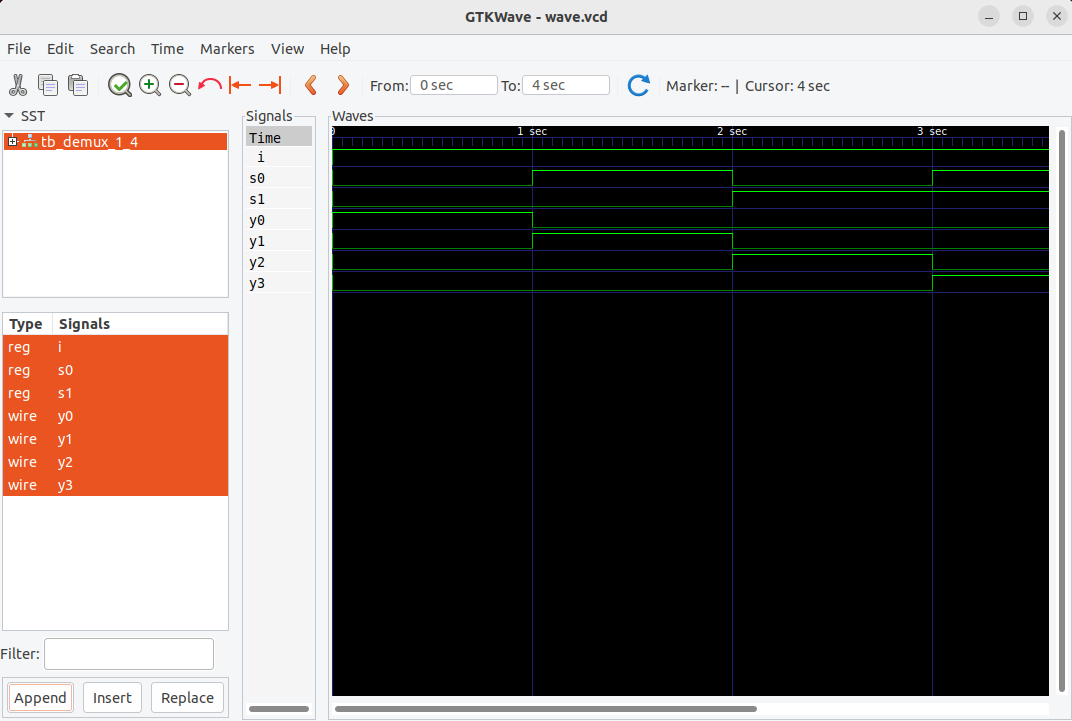 GTKWave - wave.vcd
File Edit Search Time Markers View Help
From: 0 sec To: 4 sec Marker: -- | Cursor: 4 sec
SST
tb_demux_1_4
Type Signals
reg i
reg s0
reg s1
wire y0
wire y1
wire y2
wire y3
Filter:
Append Insert Replace
Signals
Time
i
s0
s1
y0
y1
y2
y3
Waves
0 1 sec 2 sec 3 sec